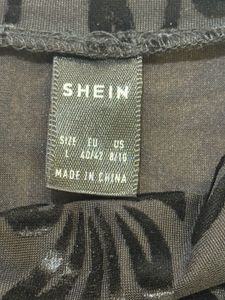 SHEIN
SIZE EU US
L 40/42 8/10
MADE IN CHINA